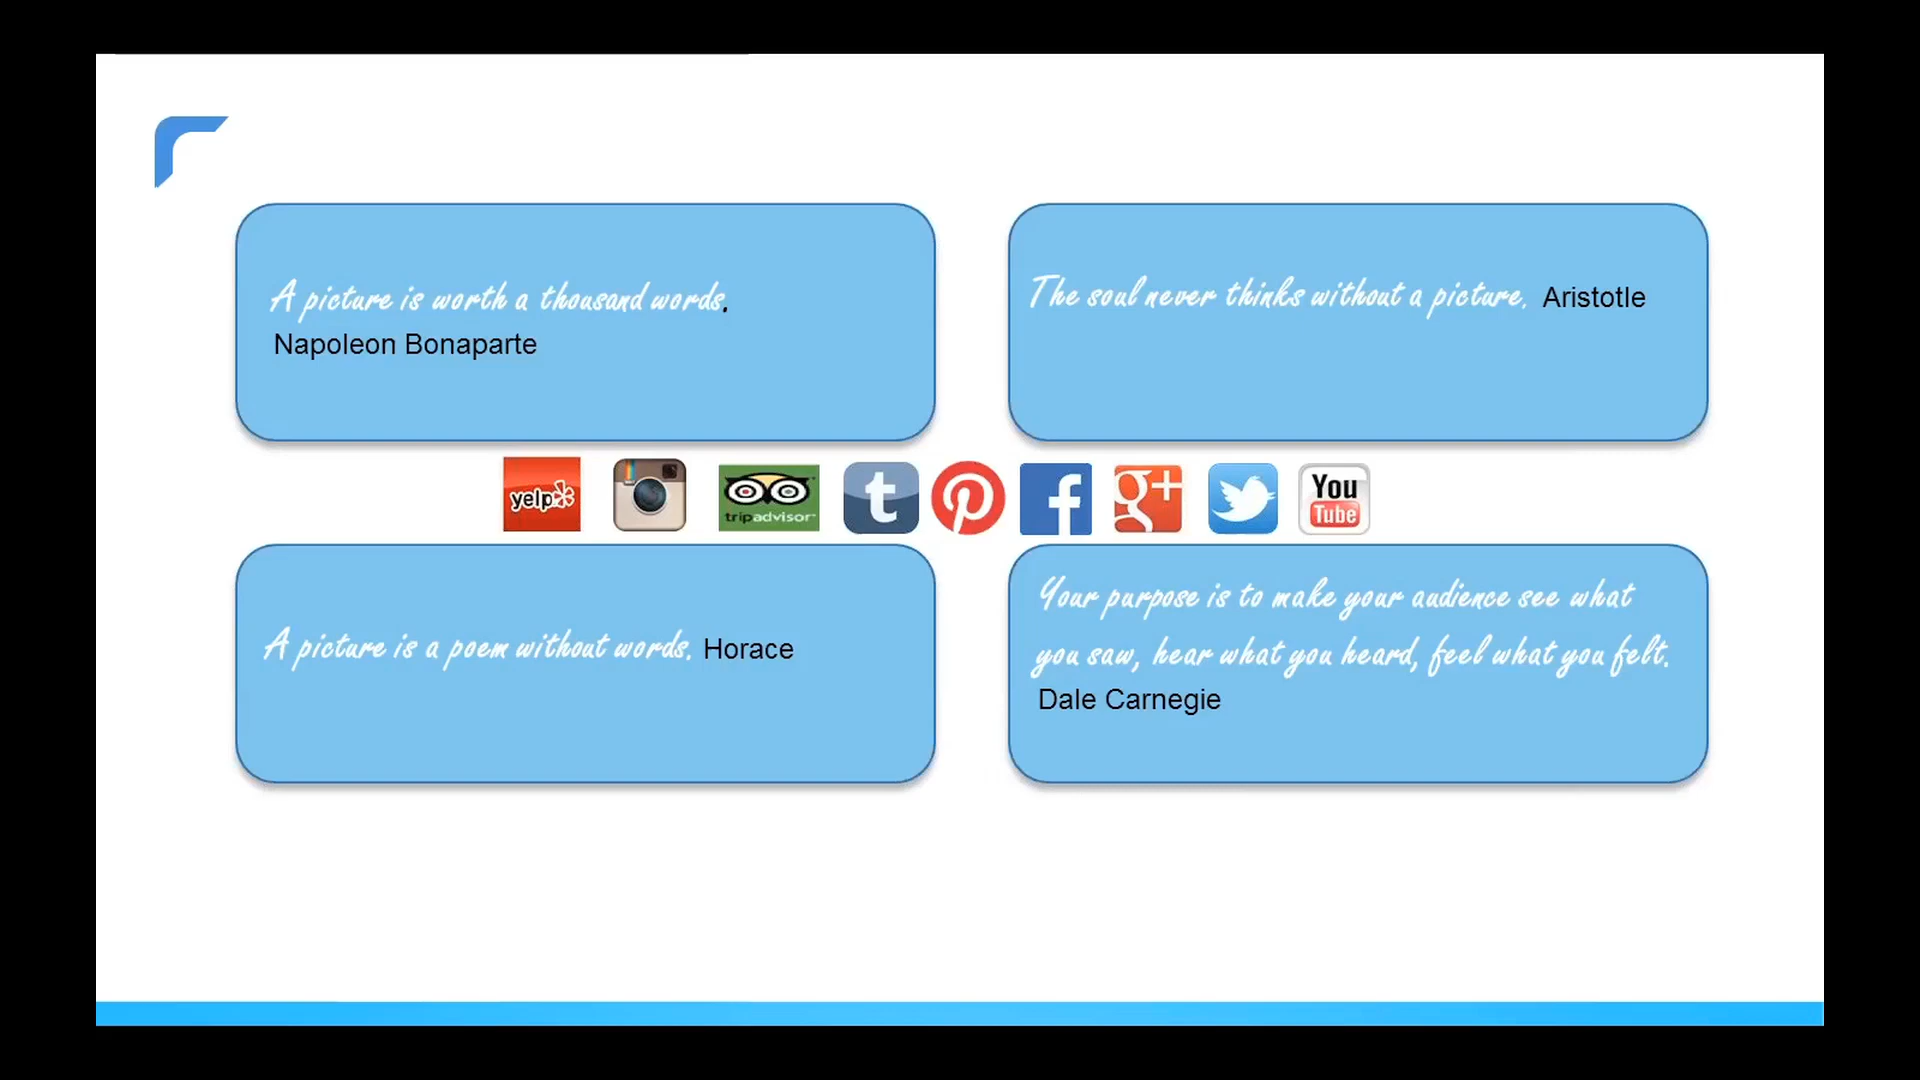 A picture is worth a thousand words.
Napoleon Bonaparte
The soul never thinks without a picture. Aristotle
yelp
tripadvisor
t
p
f
g+
You
Tube
A picture is a poem without words. Horace
Your purpose is to make your audience see what
you saw, hear what you heard, feel what you felt.
Dale Carnegie